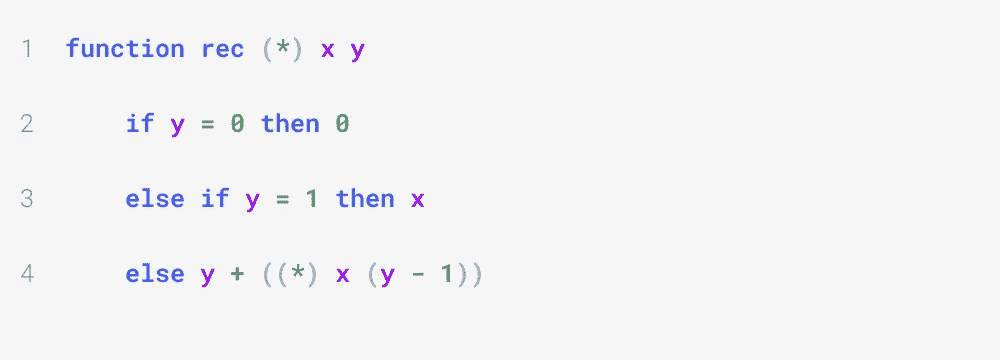 1 function rec (*) x y
2 if y = 0 then 0
3 else if y = 1 then x
4 else y + ((*) x (y - 1))